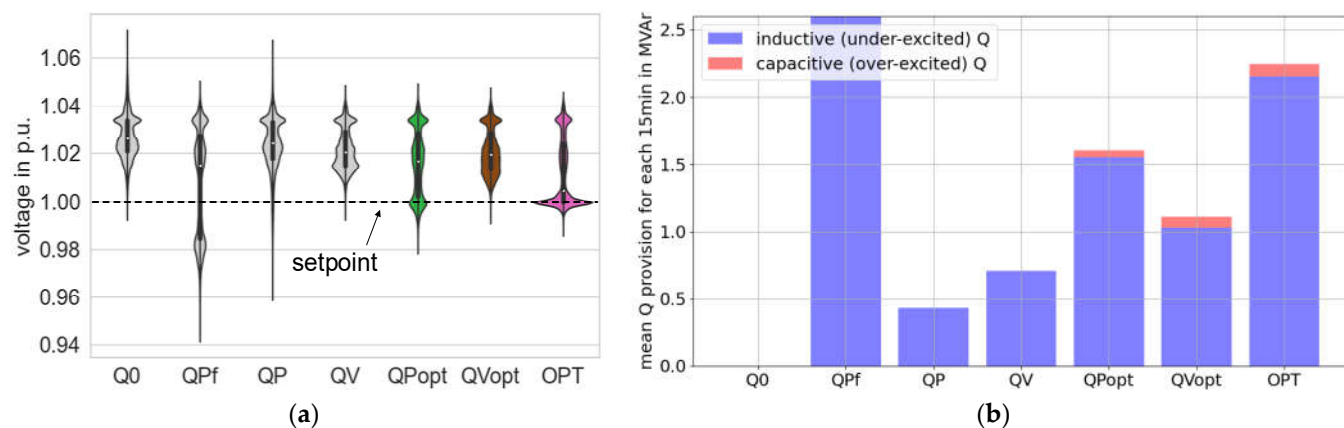 voltage in p.u.
1.06
1.04
1.02
1.00
0.98
0.96
0.94
setpoint
Q0 QPf QP QV QPopt QVopt OPT
(a)
mean Q provision for each 15min in MVAr
2.5
2.0
1.5
1.0
0.5
0.0
inductive (under-excited) Q
capacitive (over-excited) Q
Q0 QPf QP QV QPopt QVopt OPT
(b)